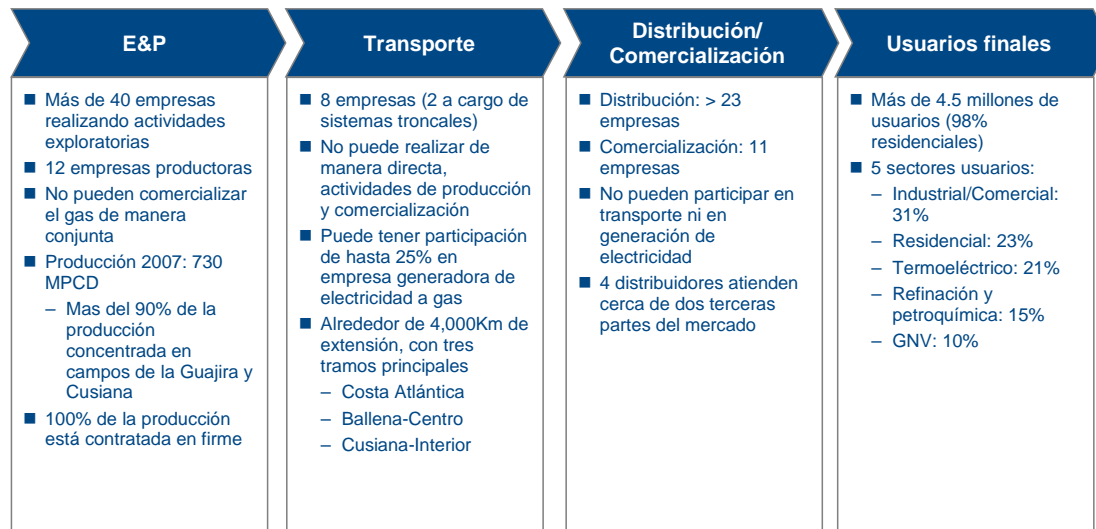 E&P
■ Más de 40 empresas
realizando actividades
exploratorias
■ 12 empresas productoras
■ No pueden comercializar
el gas de manera
conjunta
■ Producción 2007: 730
MPCD
– Mas del 90% de la
producción
concentrada en
campos de la Guajira y
Cusiana
■ 100% de la producción
está contratada en firme
Transporte
■ 8 empresas (2 a cargo de
sistemas troncales)
■ No puede realizar de
manera directa,
actividades de producción
y comercialización
■ Puede tener participación
de hasta 25% en
empresa generadora de
electricidad a gas
■ Alrededor de 4,000Km de
extensión, con tres
tramos principales
– Costa Atlántica
– Ballena-Centro
– Cusiana-Interior
Distribución/
Comercialización
■ Distribución: > 23
empresas
■ Comercialización: 11
empresas
■ No pueden participar en
transporte ni en
generación de
electricidad
■ 4 distribuidores atienden
cerca de dos terceras
partes del mercado
Usuarios finales
■ Más de 4.5 millones de
usuarios (98%
residenciales)
■ 5 sectores usuarios:
– Industrial/Comercial:
31%
– Residencial: 23%
– Termoeléctrico: 21%
– Refinación y
petroquímica: 15%
– GNV: 10%